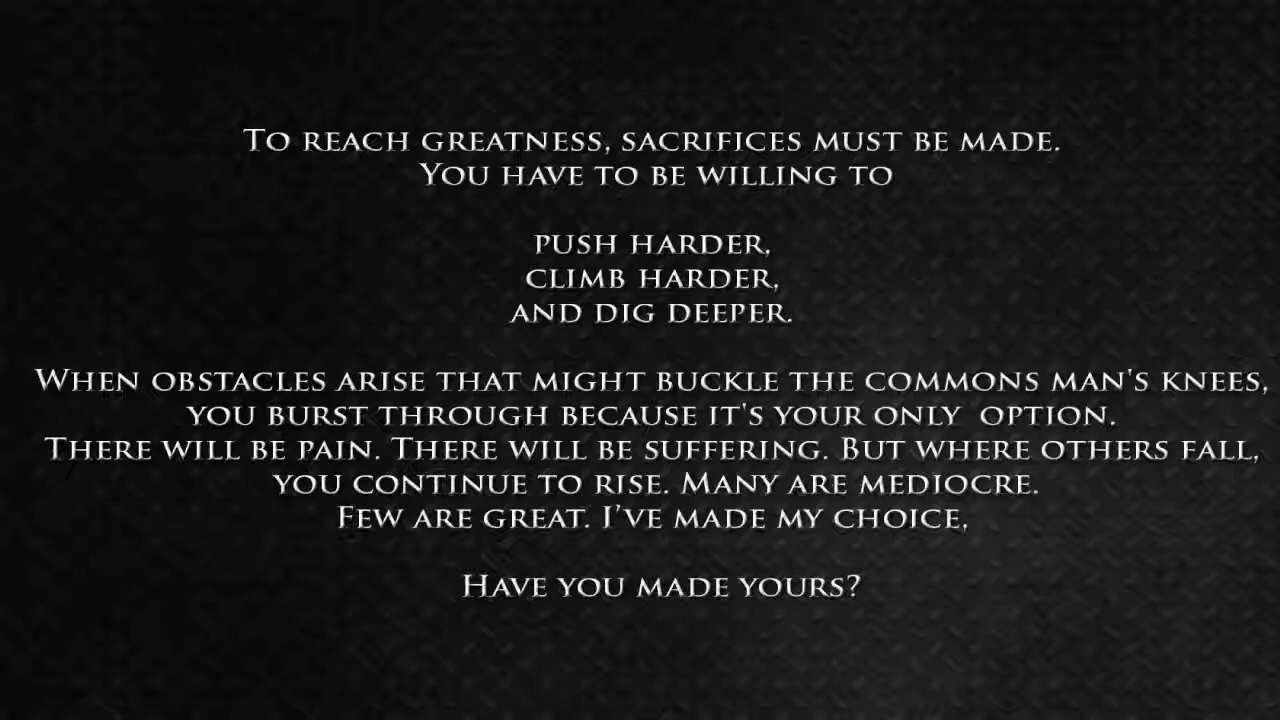 To reach greatness, sacrifices must be made.
You have to be willing to
push harder,
climb harder,
and dig deeper.
When obstacles arise that might buckle the commons man's knees,
you burst through because it's your only  option.
There will be pain. There will be suffering. But where others fall,
you continue to rise. Many are mediocre.
Few are great. I’ve made my choice,
Have you made yours?